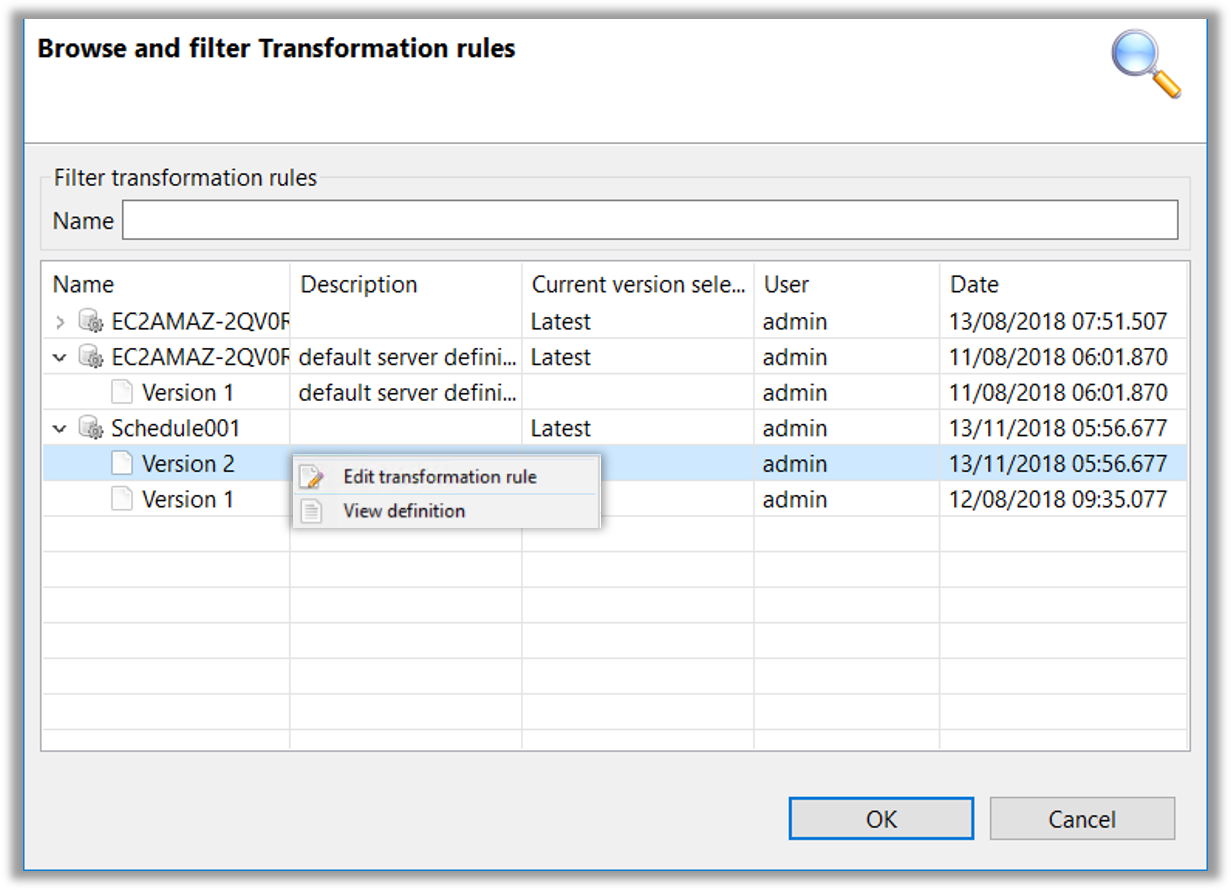 Browse and filter Transformation rules
Filter transformation rules
Name
Name Description Current version sele... User Date
EC2AMAZ-2QV0R Latest admin 13/08/2018 07:51.507
EC2AMAZ-2QV0R default server defini... Latest admin 11/08/2018 06:01.870
Version 1 default server defini... admin 11/08/2018 06:01.870
Schedule001 Latest admin 13/11/2018 05:56.677
Version 2 admin 13/11/2018 05:56.677
Edit transformation rule
Version 1 admin 12/08/2018 09:35.077
View definition
OK Cancel